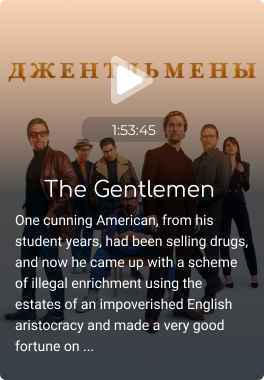 ДЖЕНТЛЬМЕНЫ
1:53:45
The Gentlemen
One cunning American, from his
student years, had been selling drugs,
and now he came up with a scheme
of illegal enrichment using the
estates of an impoverished English
aristocracy and made a very good
fortune on ...